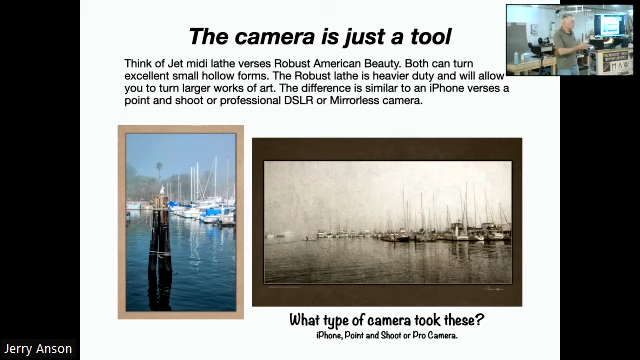 The camera is just a tool
Think of Jet midi lathe verses Robust American Beauty. Both can turn
excellent small hollow forms. The Robust lathe is heavier duty and will allow
you to turn larger works of art. The difference is similar to an iPhone verses a
point and shoot or professional DSLR or Mirrorless camera.
What type of camera took these?
iPhone, Point and Shoot or Pro Camera.
Jerry Anson